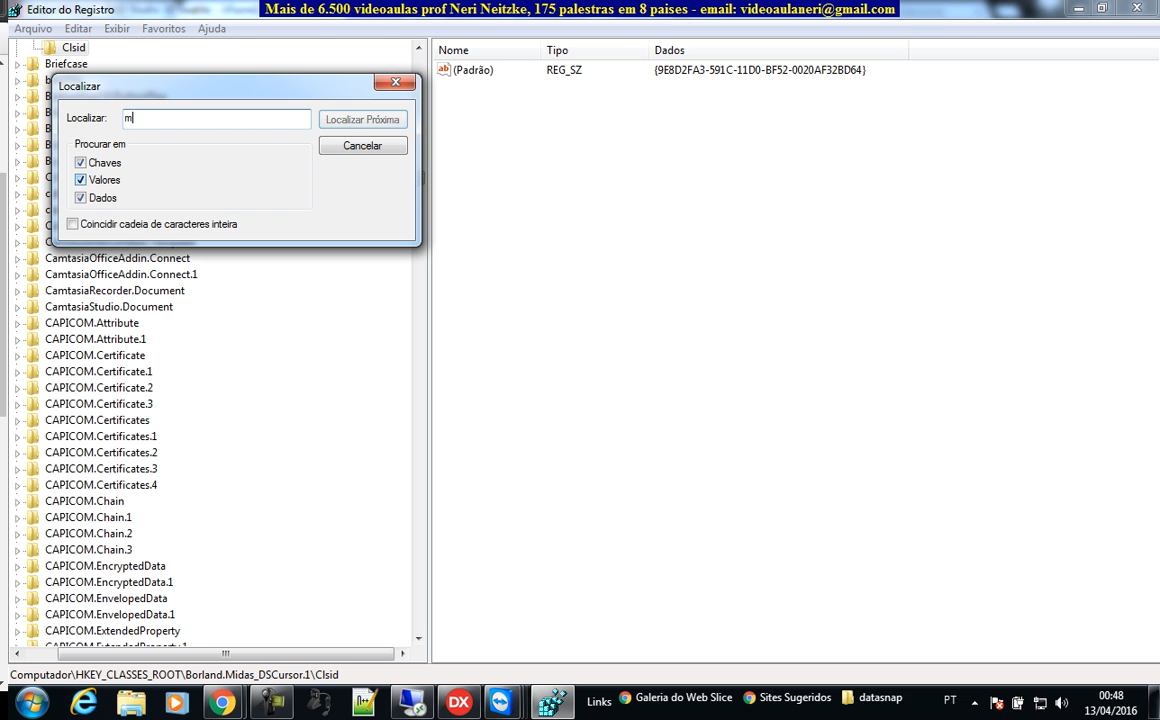 Editor do Registro
Mais de 6.500 videoaulas prof Neri Neitzke, 175 palestras em 8 paises - email: videoaulaneri@gmail.com
Arquivo Editar Exibir Favoritos Ajuda
Clsid
Briefcase
Nome Tipo Dados
(Padrão) REG_SZ {9E8D2FA3-591C-11D0-BF52-0020AF32BD64}
Localizar
Localizar: m Localizar Próxima
Procurar em Cancelar
Chaves
Valores
Dados
Coincidir cadeia de caracteres inteira
CamtasiaOfficeAddin.Connect
CamtasiaOfficeAddin.Connect.1
CamtasiaRecorder.Document
CamtasiaStudio.Document
CAPICOM.Attribute
CAPICOM.Attribute.1
CAPICOM.Certificate
CAPICOM.Certificate.1
CAPICOM.Certificate.2
CAPICOM.Certificate.3
CAPICOM.Certificates
CAPICOM.Certificates.1
CAPICOM.Certificates.2
CAPICOM.Certificates.3
CAPICOM.Certificates.4
CAPICOM.Chain
CAPICOM.Chain.1
CAPICOM.Chain.2
CAPICOM.Chain.3
CAPICOM.EncryptedData
CAPICOM.EncryptedData.1
CAPICOM.EnvelopedData
CAPICOM.EnvelopedData.1
CAPICOM.ExtendedProperty
CAPICOM.ExtendedProperty.1
Computador\HKEY_CLASSES_ROOT\Borland.Midas_DSCursor.1\Clsid
DX Links Galeria do Web Slice Sites Sugeridos datasnap PT 00:48
13/04/2016